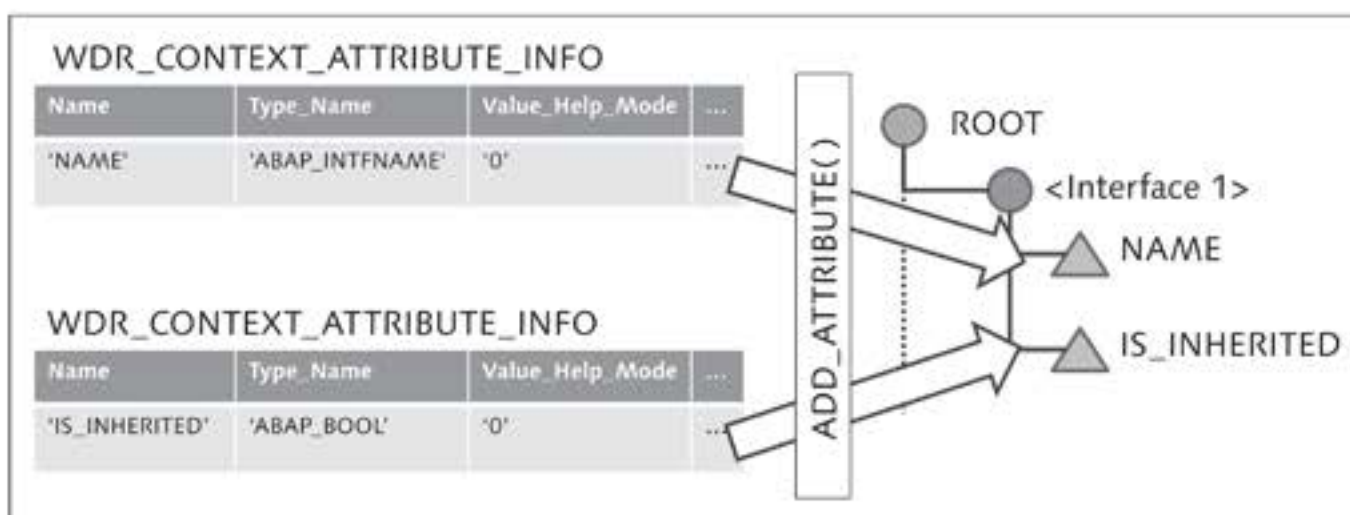 WDR_CONTEXT_ATTRIBUTE_INFO
Name Type_Name Value_Help_Mode ...
'NAME' 'ABAP_INTFNAME' '0' ...
WDR_CONTEXT_ATTRIBUTE_INFO
Name Type_Name Value_Help_Mode ...
'IS_INHERITED' 'ABAP_BOOL' '0' ...
ADD_ATTRIBUTE()
ROOT
<Interface 1>
NAME
IS_INHERITED